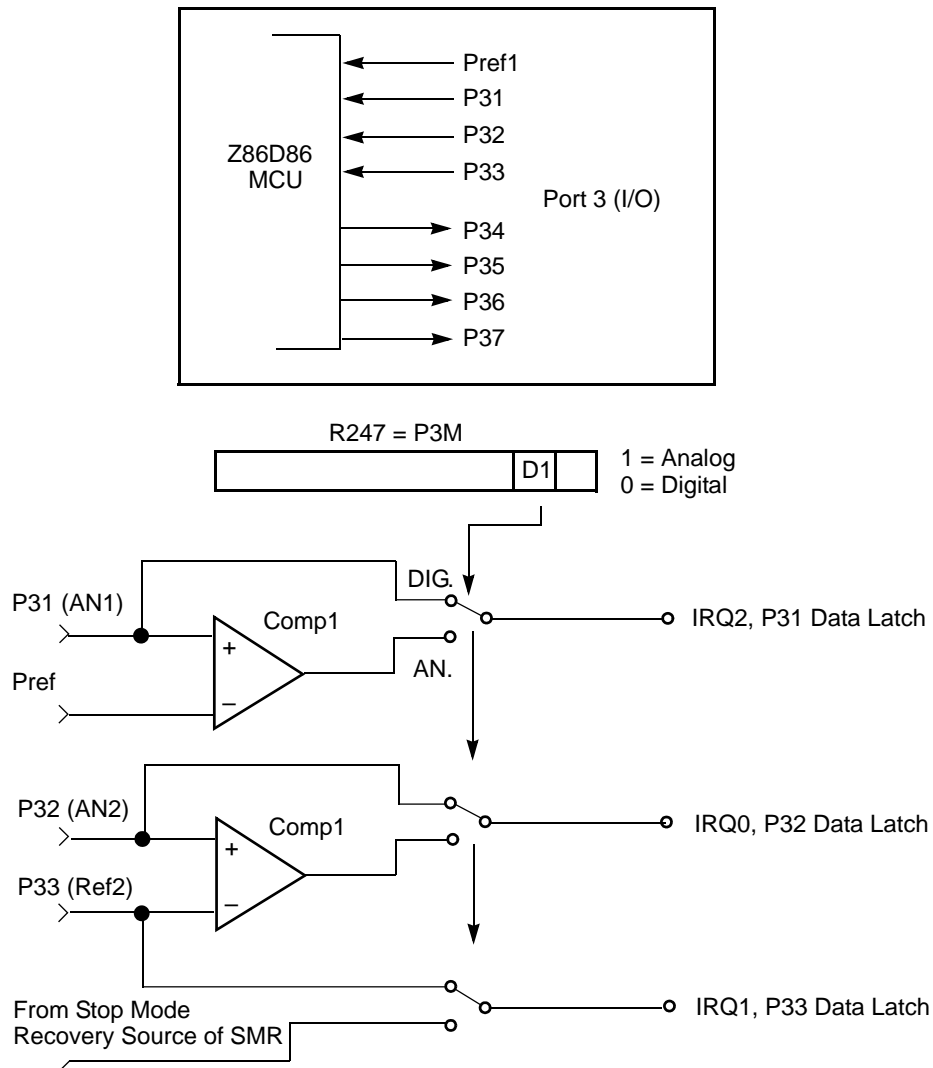 Pref1
P31
P32
P33
Z86D86
MCU
Port 3 (I/O)
P34
P35
P36
P37
R247 = P3M
D1
1 = Analog
0 = Digital
DIG.
P31 (AN1)
Comp1
+
IRQ2, P31 Data Latch
AN.
Pref
–
P32 (AN2)
Comp1
+
IRQ0, P32 Data Latch
P33 (Ref2)
–
From Stop Mode
Recovery Source of SMR
IRQ1, P33 Data Latch